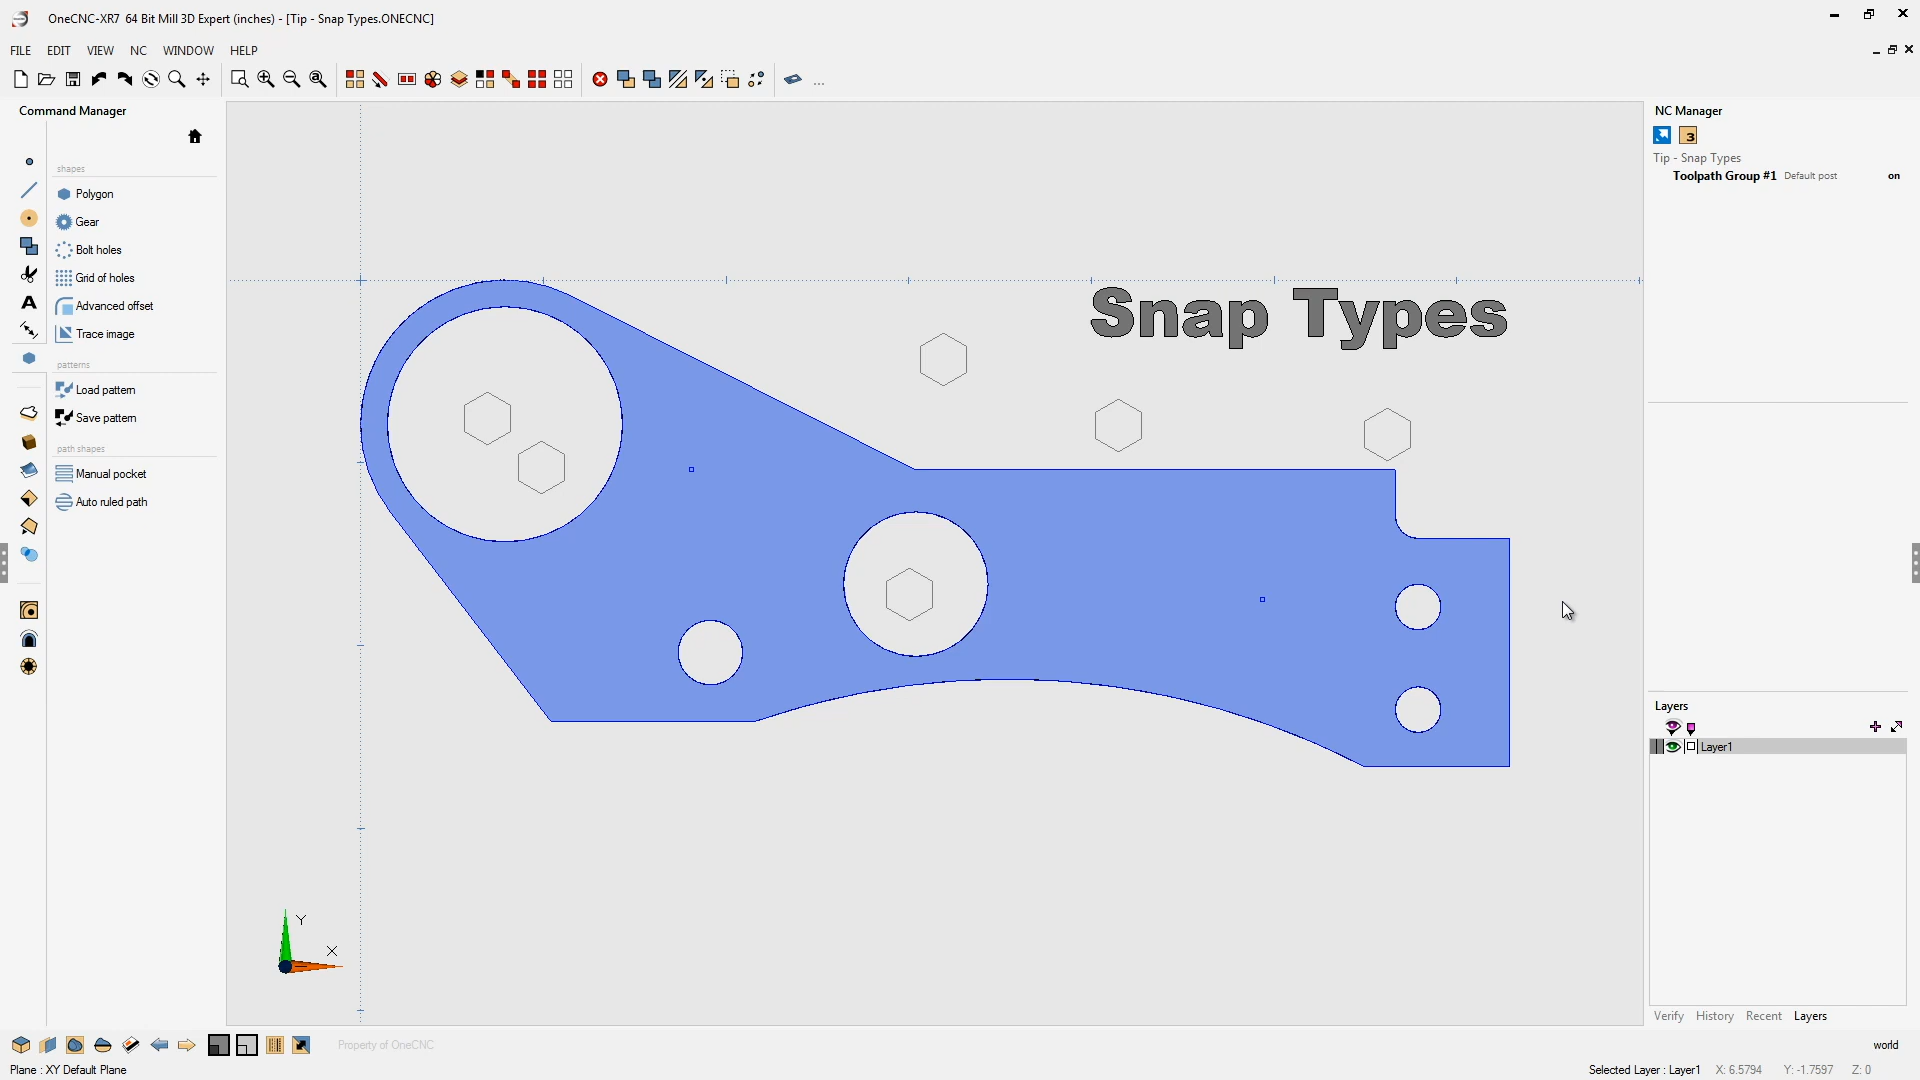 OneCNC-XR7 64 Bit Mill 3D Expert (inches) - [Tip - Snap Types.ONECNC]
FILE EDIT VIEW NC WINDOW HELP
...
Command Manager
shapes
Polygon
Gear
Bolt holes
Grid of holes
Advanced offset
Trace image
patterns
Load pattern
Save pattern
path shapes
Manual pocket
Auto ruled path
A
Snap Types
Y
X
NC Manager
3
Tip - Snap Types
Toolpath Group #1 Default post on
Layers
Layer1
Verify History Recent Layers
Property of OneCNC
world
Plane : XY Default Plane
Selected Layer : Layer1 X: 6.5794 Y: -1.7597 Z: 0